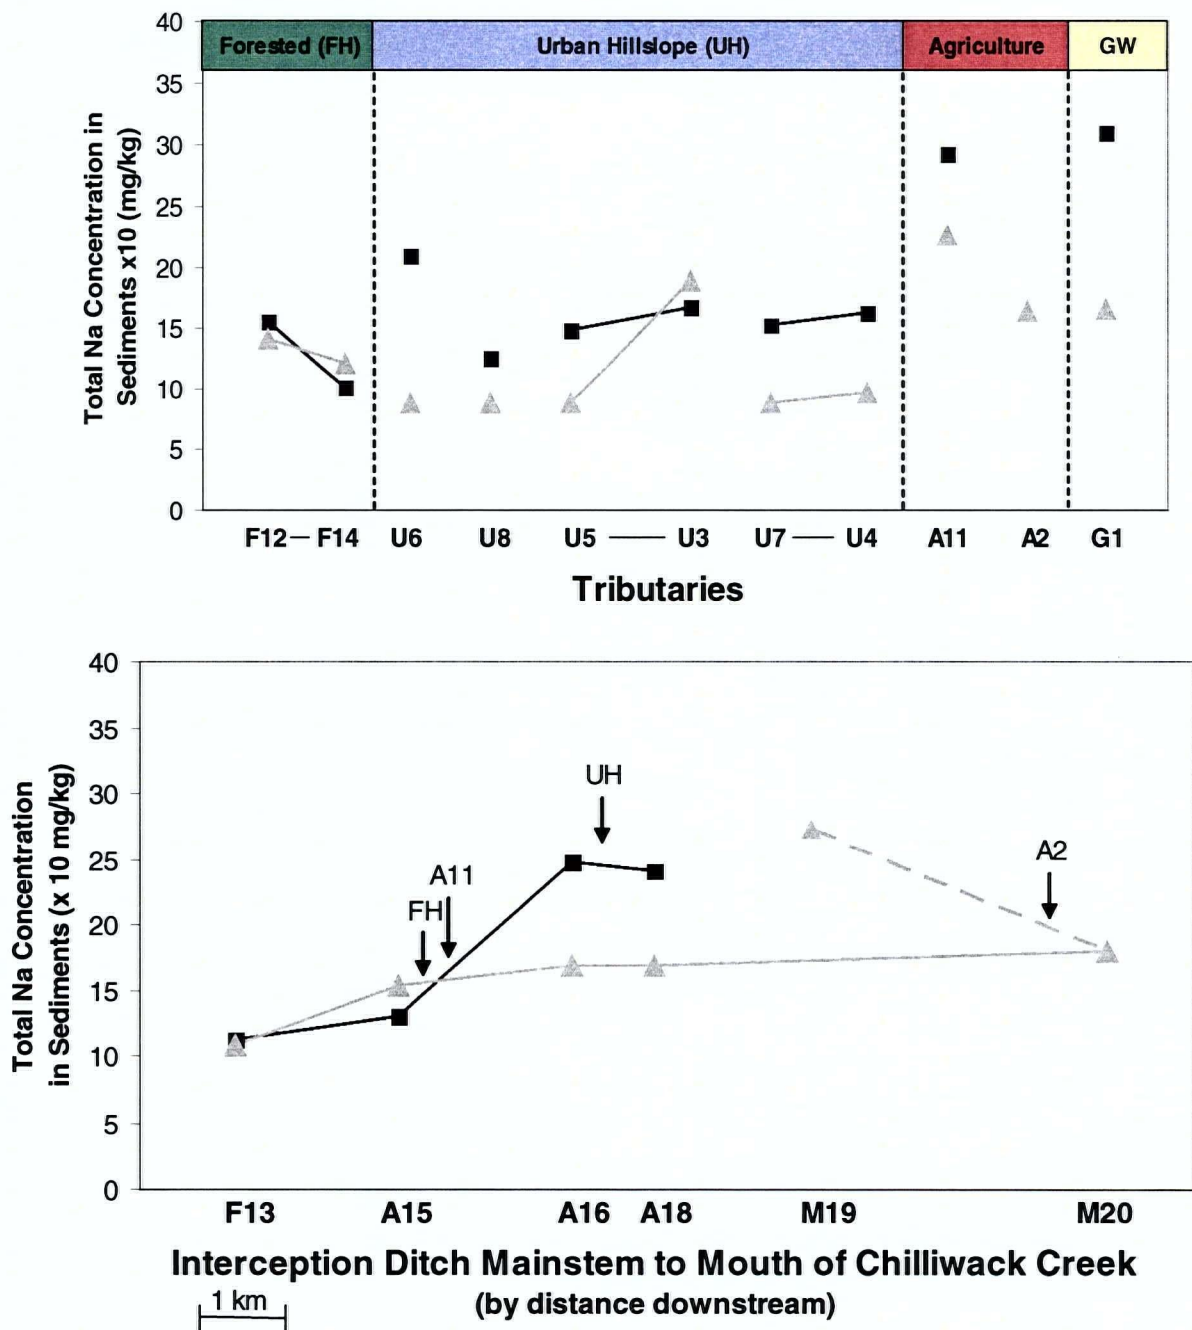 40
35
30
25
20
15
10
5
0
Total Na Concentration in
Sediments x10 (mg/kg)
Forested (FH) Urban Hillslope (UH) Agriculture GW
F12 — F14 U6 U8 U5 — U3 U7 — U4 A11 A2 G1
Tributaries
40
35
30
25
20
15
10
5
0
Total Na Concentration
in Sediments (x 10 mg/kg)
UH
A11
FH
A2
F13 A15 A16 A18 M19 M20
Interception Ditch Mainstem to Mouth of Chilliwack Creek
(by distance downstream)
1 km